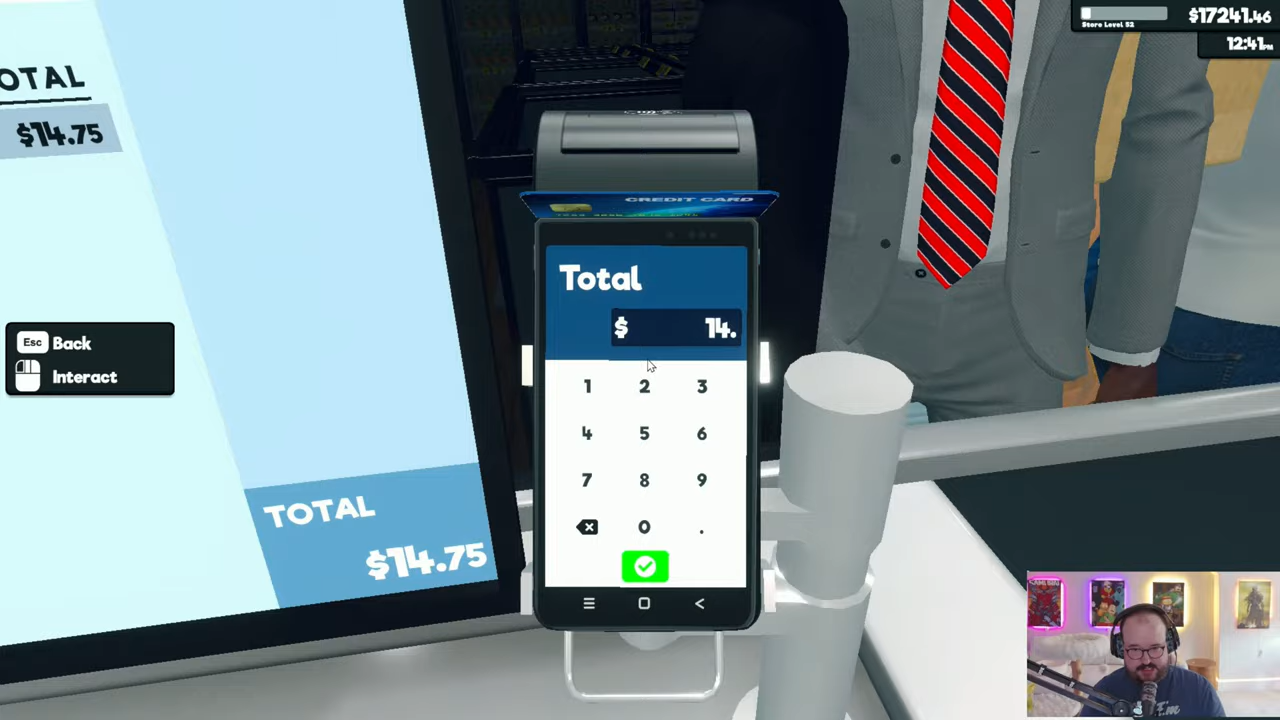 $17241.46
Store Level 52
12:41PM
OTAL
$14.75
CREDIT CARD
Total
$ 14.
Esc Back
Interact
1 2 3
4 5 6
7 8 9
0 .
TOTAL
$14.75